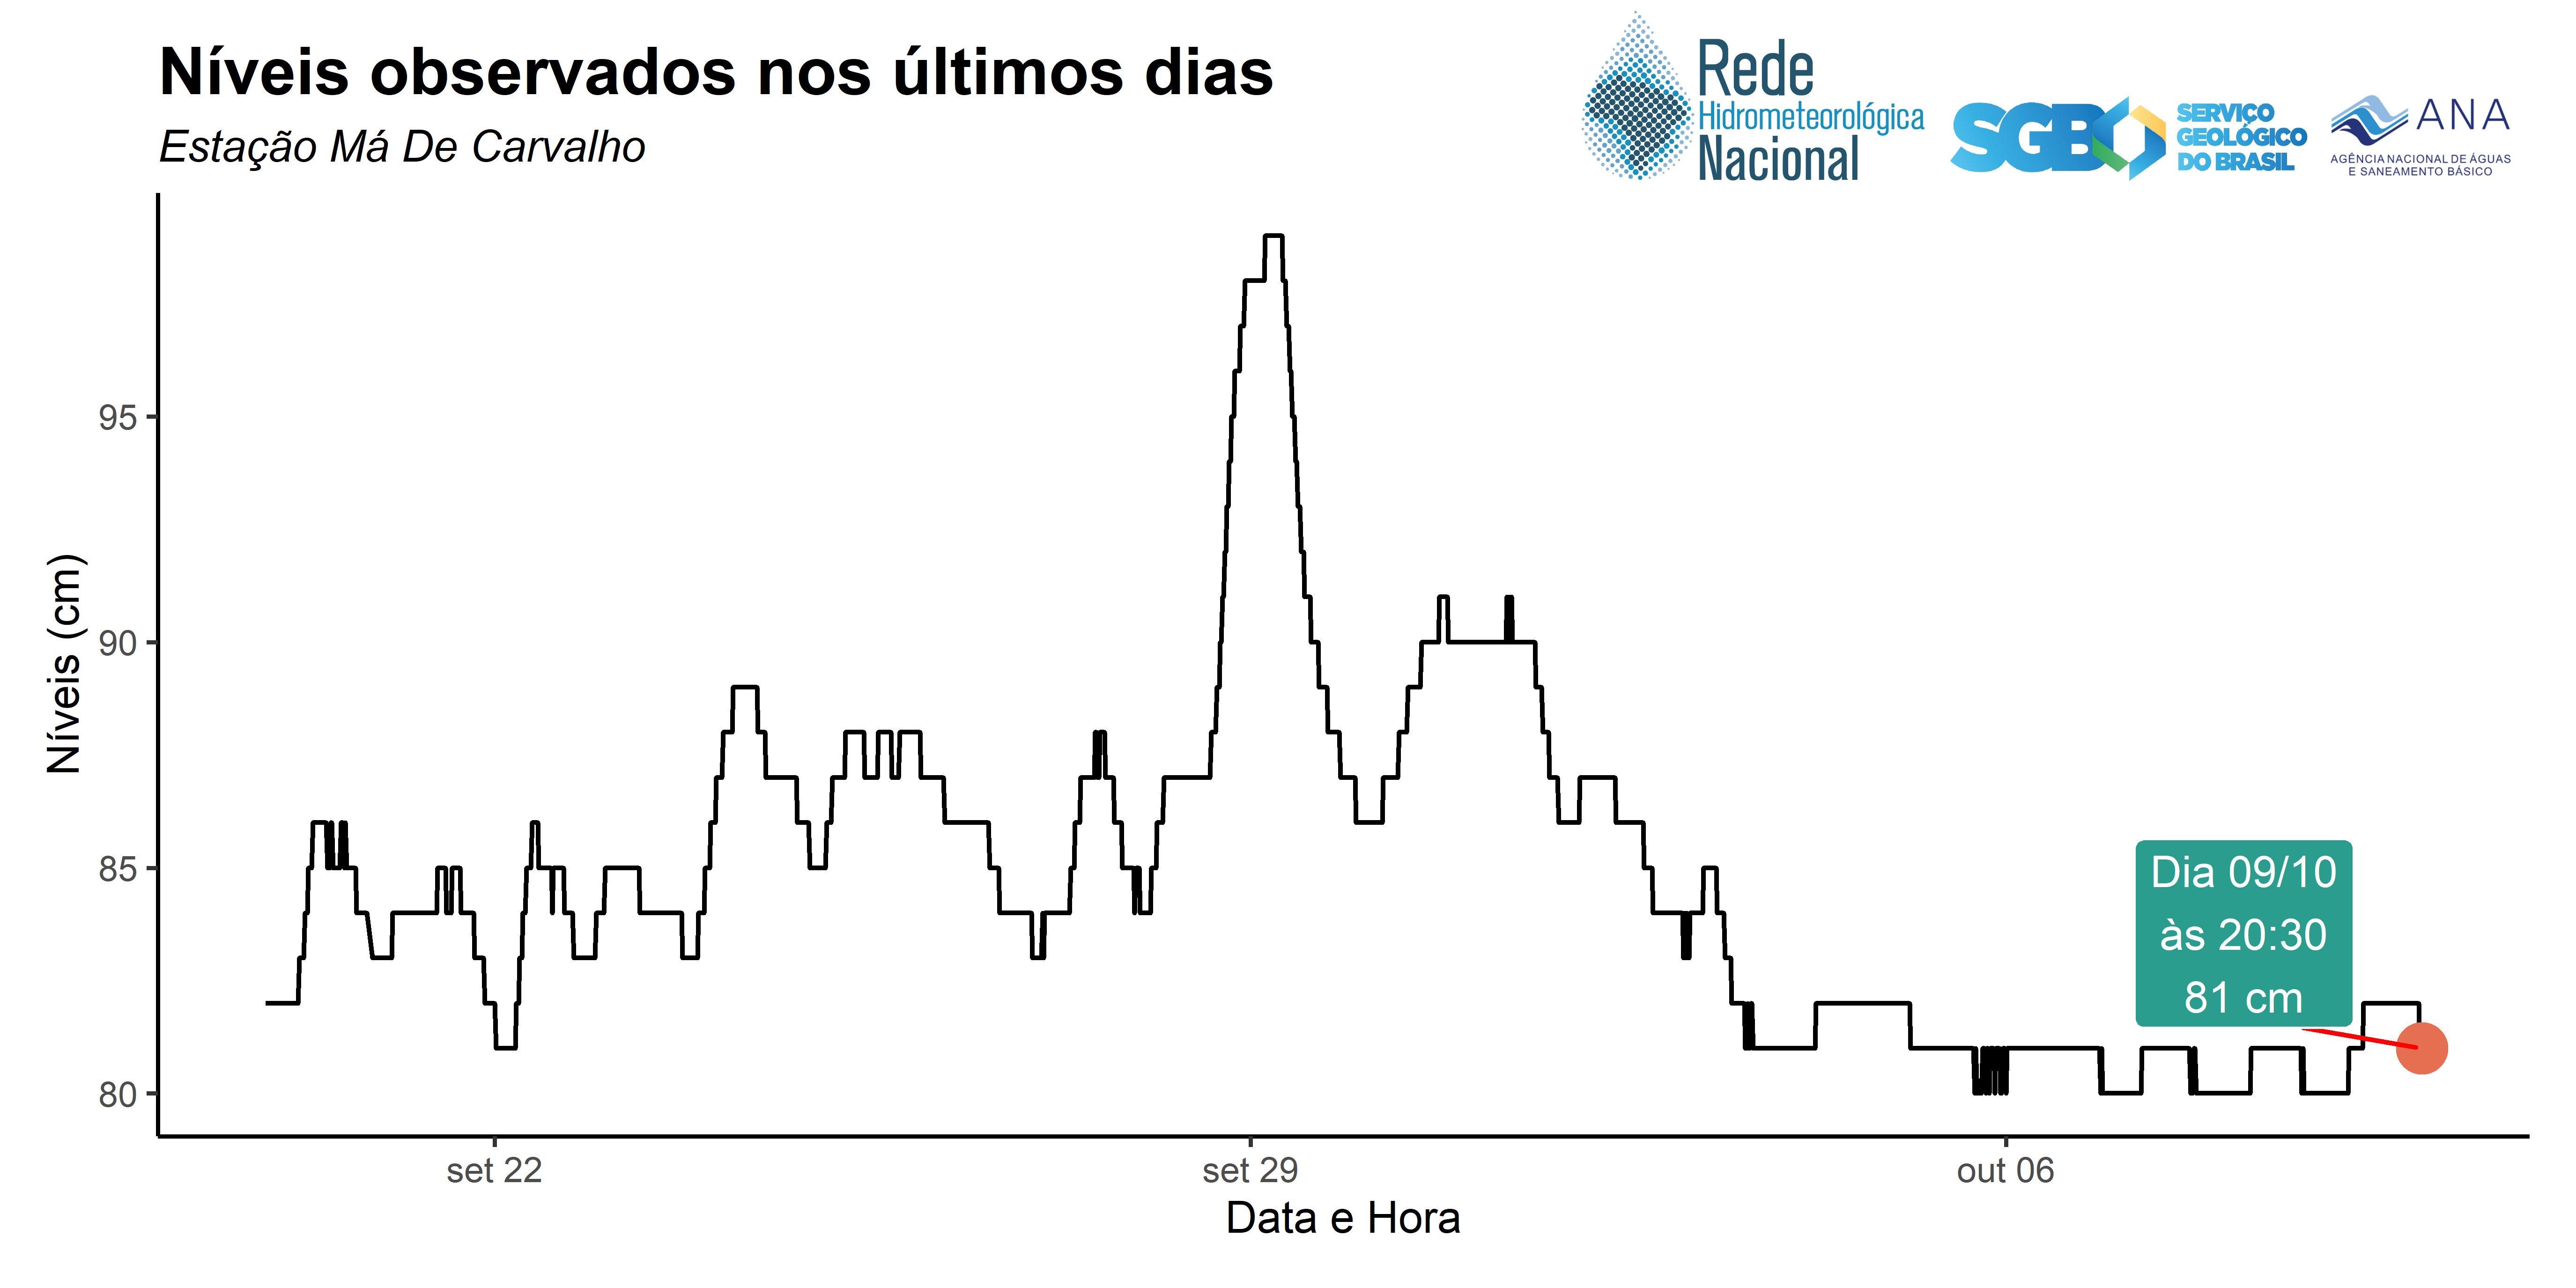 Níveis observados nos últimos dias
Estação Má De Carvalho
Rede
Hidrometeorológica
Nacional
SGB
SERVIÇO
GEOLÓGICO
DO BRASIL
ANA
AGÊNCIA NACIONAL DE ÁGUAS
E SANEAMENTO BÁSICO
Níveis (cm)
95
90
85
80
Dia 09/10
às 20:30
81 cm
set 22
set 29
out 06
Data e Hora